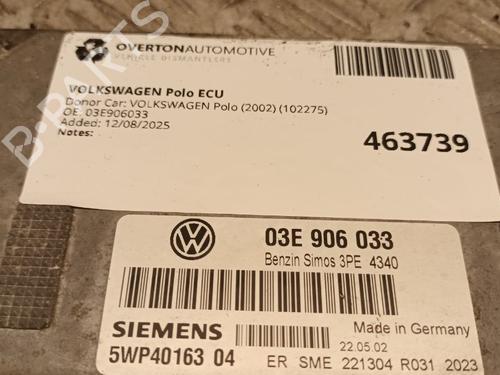 OVERTONAUTOMOTIVE
VEHICLE DISMANTLERS
VOLKSWAGEN Polo ECU
Donor Car: VOLKSWAGEN Polo (2002) (102275)
OE: 03E906033
Added: 12/08/2025
Notes:
463739
B-PARTS
03E 906 033
Benzin Simos 3PE 4340
Made in Germany
SIEMENS
22.05.02
5WP40163 04
ER SME 221304 R031 2023